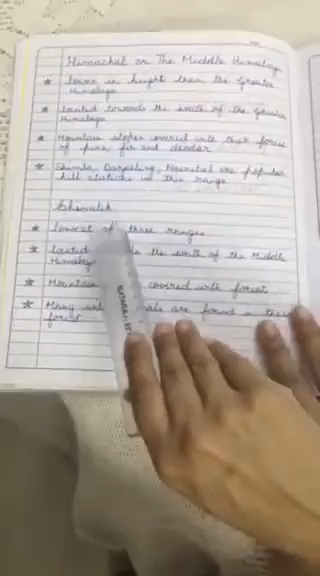 Himachal or The Middle Himalaya
* lower in height than the Greater
Himalaya
* located towards the south of the Greater
Himalaya
* Mountain slopes covered with thick forest
of pine, fir and deodar
* Shimla, Darjeeling, Nainital are popular
hill stations in this range
Shiwalik
* lowest of three ranges
* located the south of the Middle
Himalaya
* Mountain covered with forest
* Many are found in these
forest